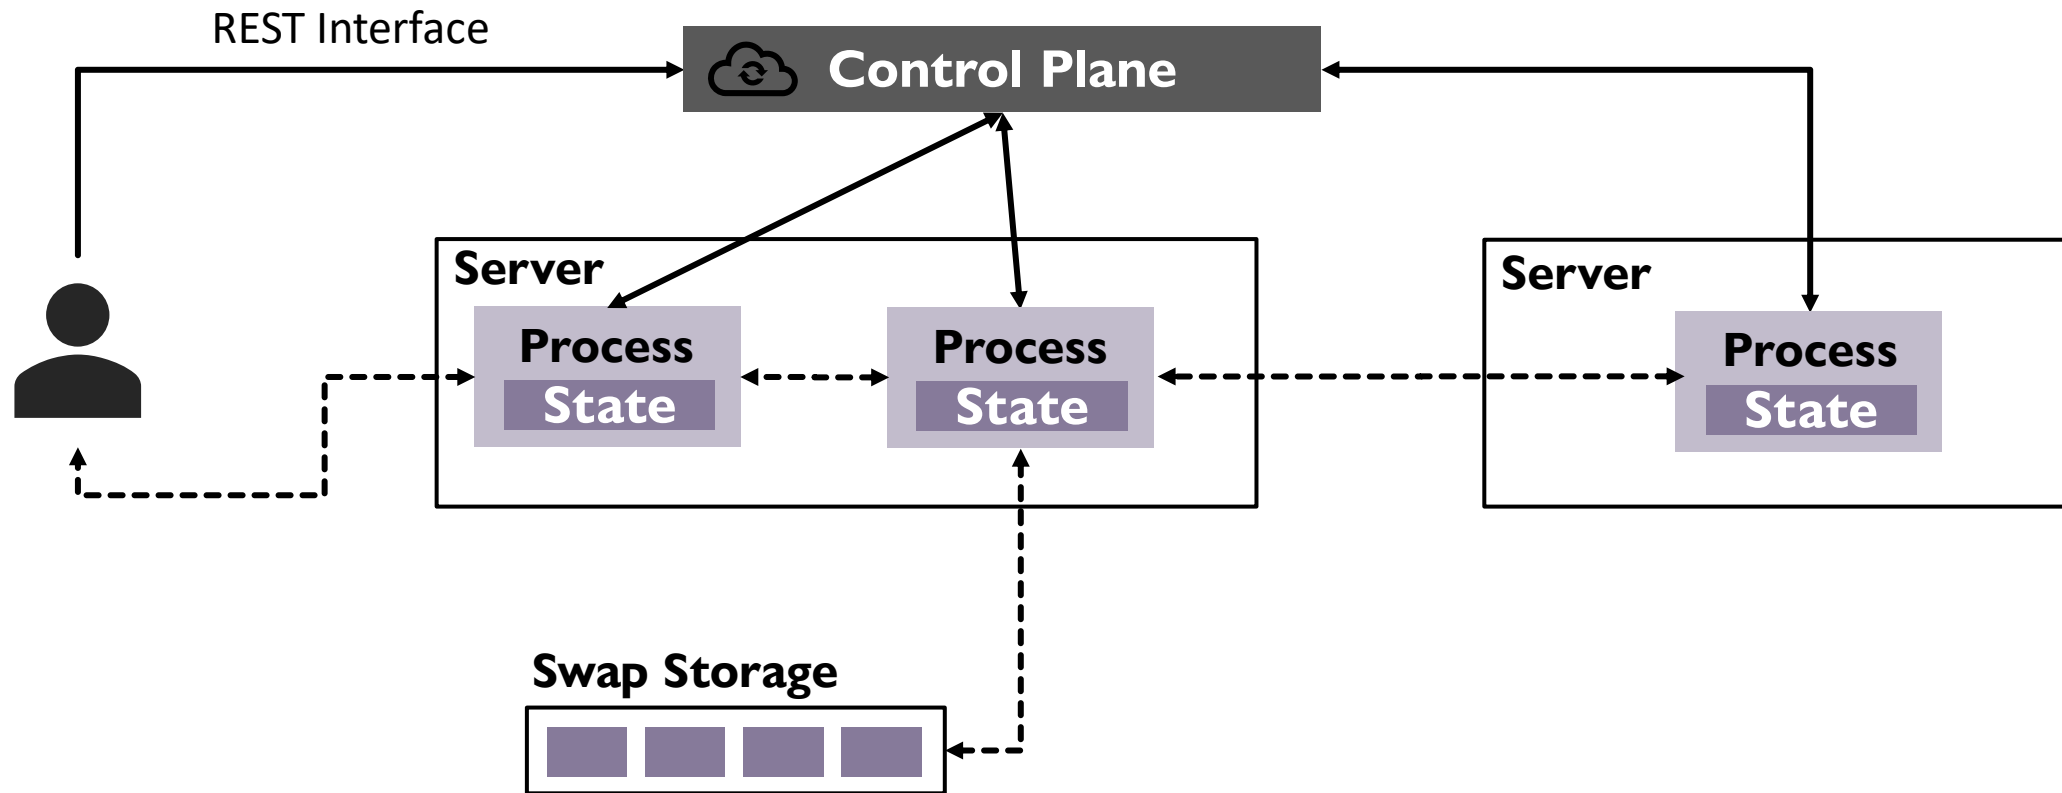 REST Interface
Control Plane
Server
Process
State
Process
State
Server
Process
State
Swap Storage